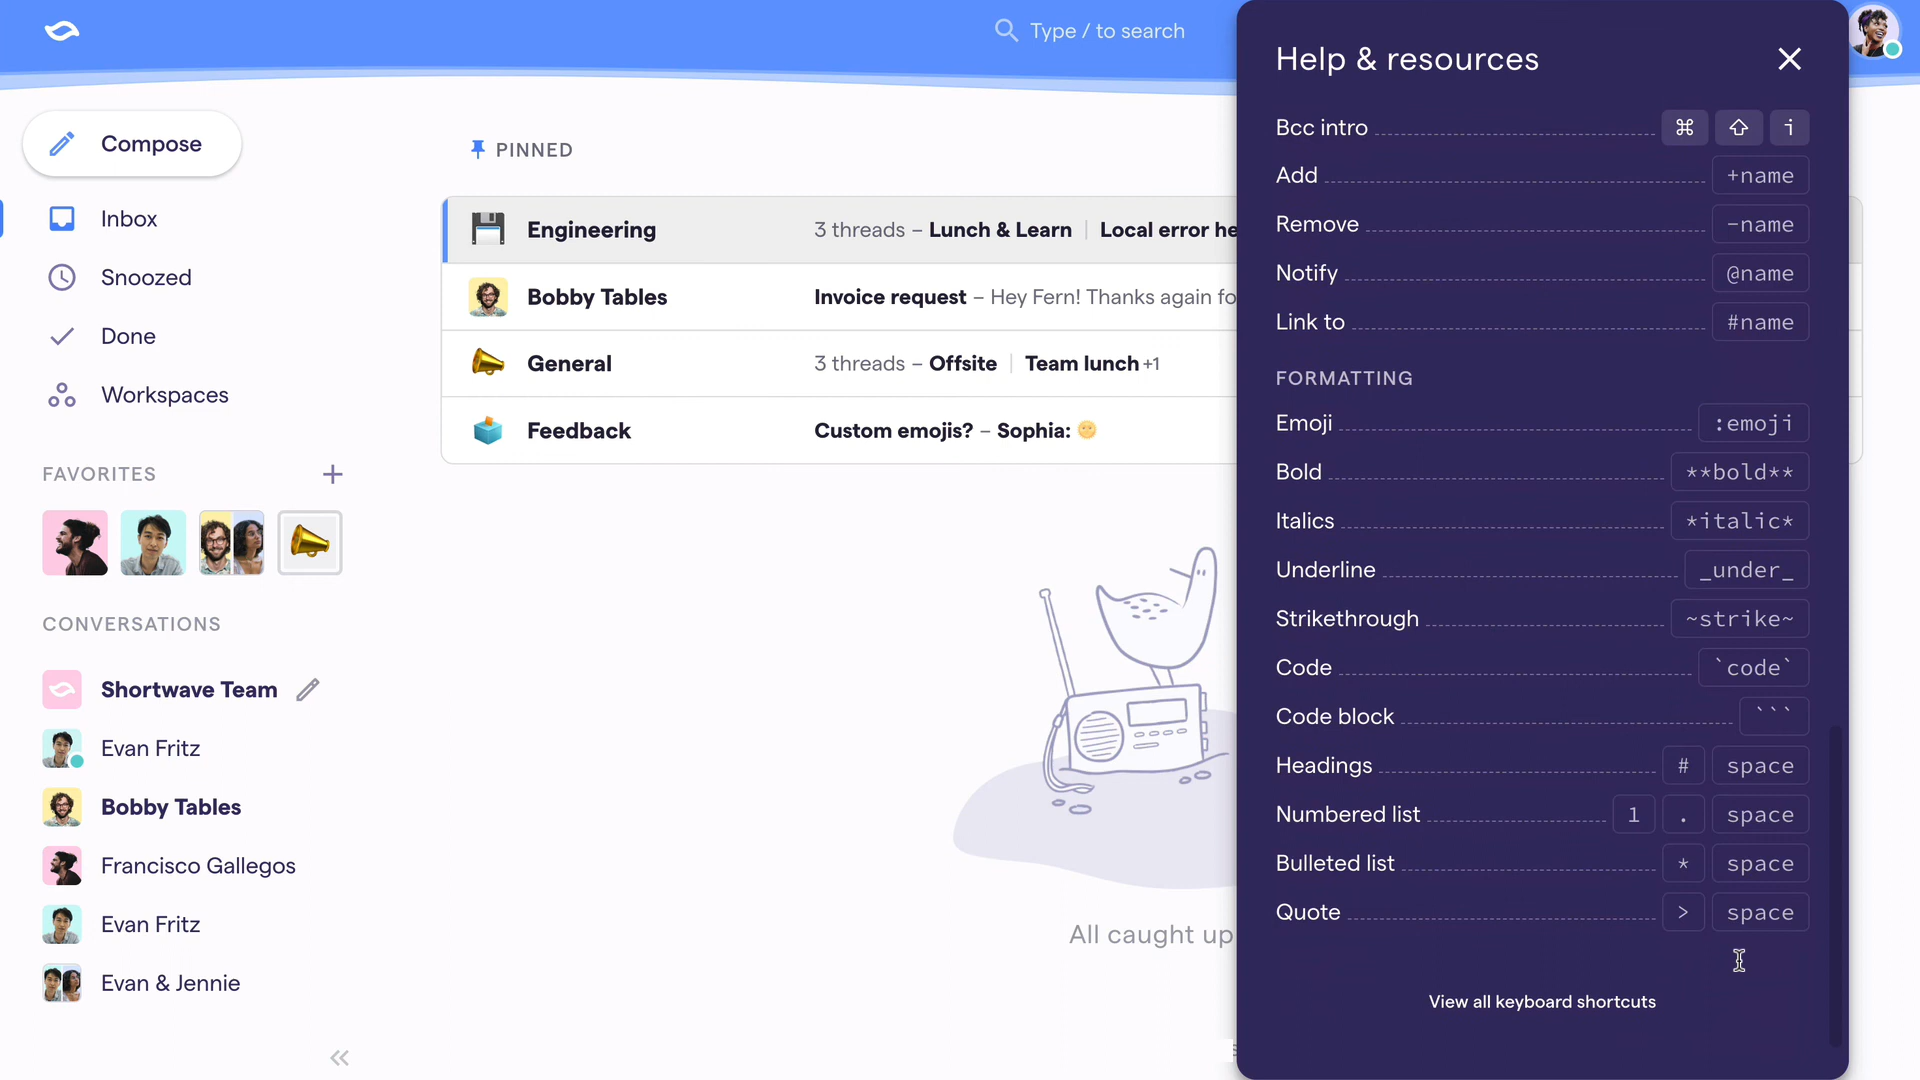 Type / to search
Compose
Inbox
Snoozed
Done
Workspaces
FAVORITES
CONVERSATIONS
Shortwave Team
Evan Fritz
Bobby Tables
Francisco Gallegos
Evan Fritz
Evan & Jennie
PINNED
Engineering 3 threads – Lunch & Learn | Local error he
Bobby Tables Invoice request – Hey Fern! Thanks again fo
General 3 threads – Offsite | Team lunch +1
Feedback Custom emojis? – Sophia: 🙂
All caught up
Help & resources
Bcc intro ⌘ ⇧ i
Add +name
Remove −name
Notify @name
Link to #name
FORMATTING
Emoji :emoji
Bold **bold**
Italics *italic*
Underline _under_
Strikethrough ~strike~
Code `code`
Code block ```
Headings # space
Numbered list 1 . space
Bulleted list * space
Quote > space
View all keyboard shortcuts